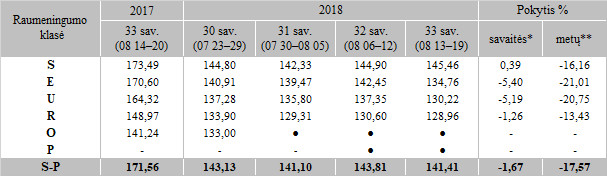 Raumeningumo klasė 2017 2018 Pokytis %
33 sav. (08 14–20) 30 sav. (07 23–29) 31 sav. (07 30–08 05) 32 sav. (08 06–12) 33 sav. (08 13–19) savaitės* metų**
S 173,49 144,80 142,33 144,90 145,46 0,39 -16,16
E 170,60 140,91 139,47 142,45 134,76 -5,40 -21,01
U 164,32 137,28 135,80 137,35 130,22 -5,19 -20,75
R 148,97 133,90 129,31 130,60 128,96 -1,26 -13,43
O 141,24 133,00 ● ● ● - -
P - - - ● ● - -
S-P 171,56 143,13 141,10 143,81 141,41 -1,67 -17,57